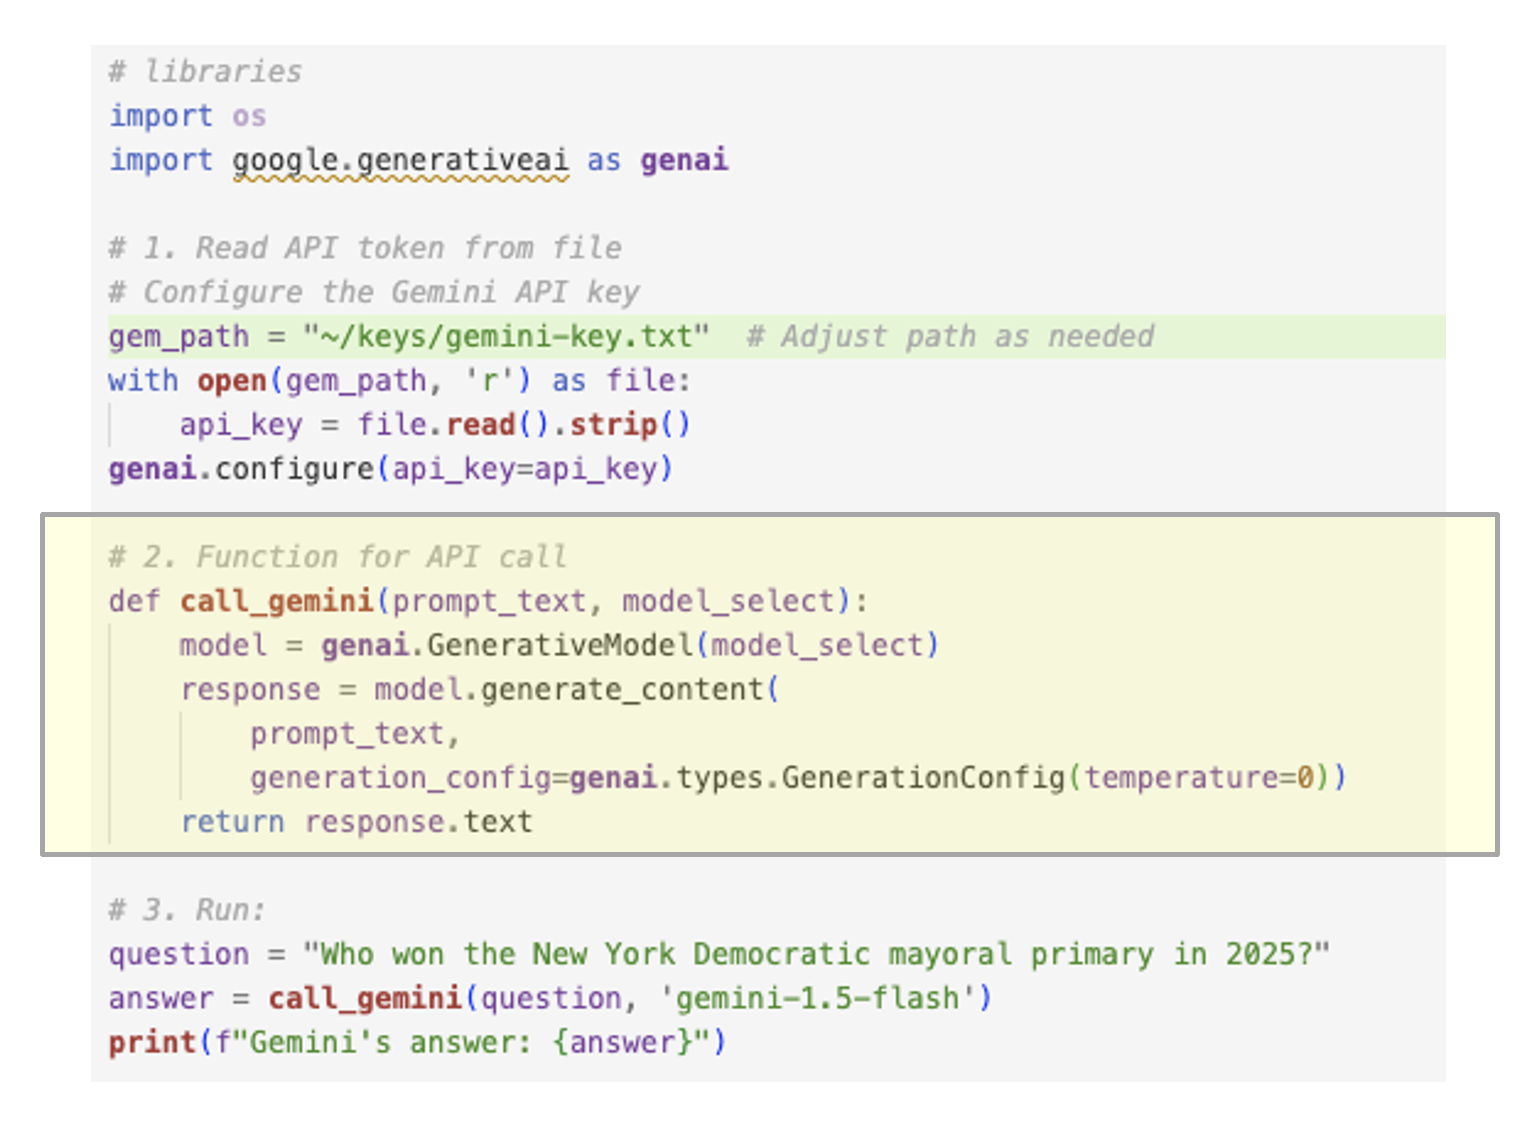 # libraries
import os
import google.generativeai as genai
# 1. Read API token from file
# Configure the Gemini API key
gem_path = "~/keys/gemini-key.txt"  # Adjust path as needed
with open(gem_path, 'r') as file:
    api_key = file.read().strip()
genai.configure(api_key=api_key)
# 2. Function for API call
def call_gemini(prompt_text, model_select):
    model = genai.GenerativeModel(model_select)
    response = model.generate_content(
        prompt_text,
        generation_config=genai.types.GenerationConfig(temperature=0))
    return response.text
# 3. Run:
question = "Who won the New York Democratic mayoral primary in 2025?"
answer = call_gemini(question, 'gemini-1.5-flash')
print(f"Gemini's answer: {answer}")